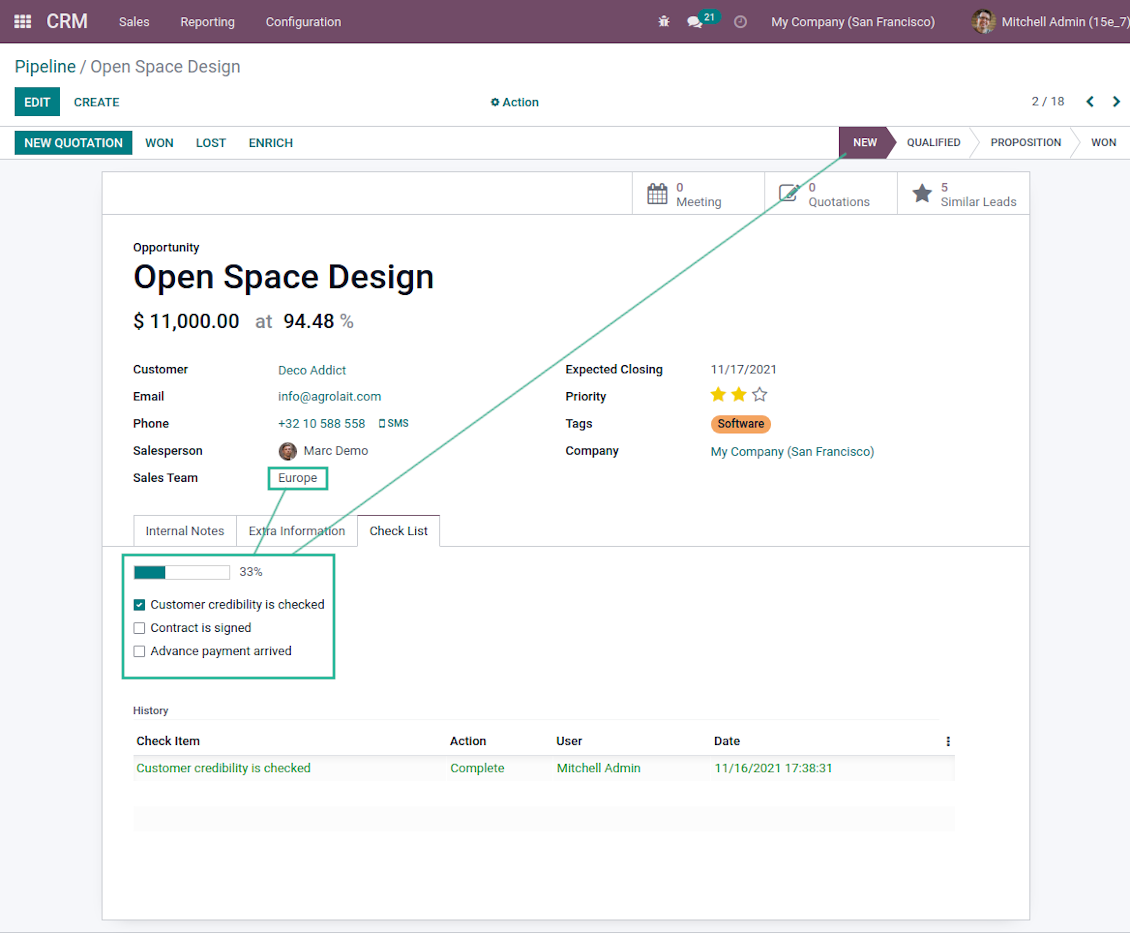 CRM Sales Reporting Configuration 21 My Company (San Francisco) Mitchell Admin (15e_7)
Pipeline / Open Space Design
EDIT CREATE Action 2 / 18
NEW QUOTATION WON LOST ENRICH NEW QUALIFIED PROPOSITION WON
0 Meeting 0 Quotations 5 Similar Leads
Opportunity
Open Space Design
$ 11,000.00 at 94.48 %
Customer Deco Addict Expected Closing 11/17/2021
Email info@agrolait.com Priority
Phone +32 10 588 558 SMS Tags Software
Salesperson Marc Demo Company My Company (San Francisco)
Sales Team Europe
Internal Notes Extra Information Check List
33%
Customer credibility is checked
Contract is signed
Advance payment arrived
History
Check Item Action User Date
Customer credibility is checked Complete Mitchell Admin 11/16/2021 17:38:31